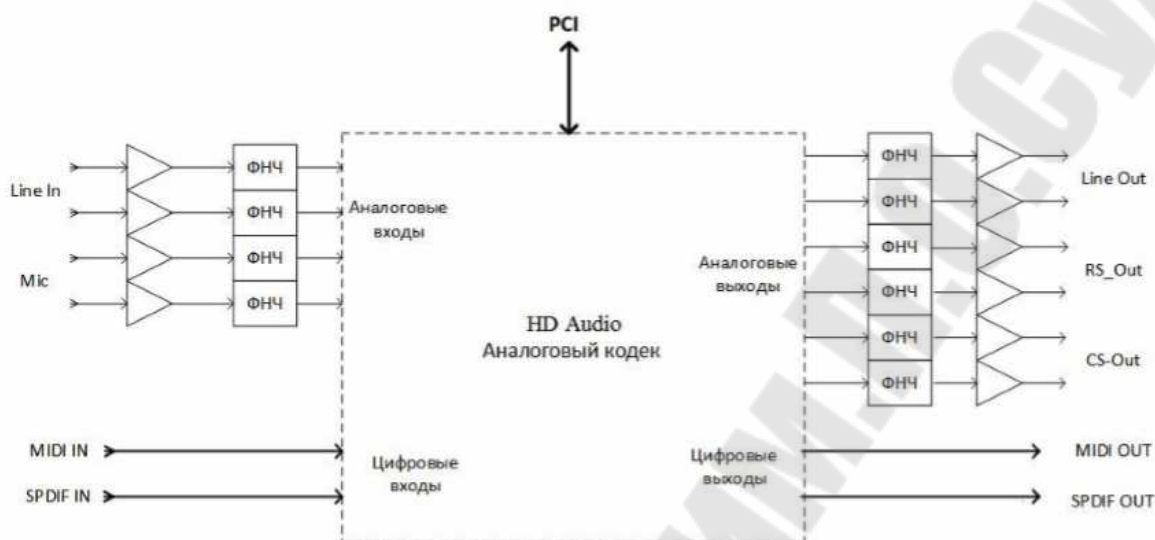 PCI
Line In
Mic
ФНЧ
ФНЧ
ФНЧ
ФНЧ
Аналоговые
входы
HD Audio
Аналоговый кодек
Аналоговые
выходы
ФНЧ
ФНЧ
ФНЧ
ФНЧ
ФНЧ
ФНЧ
Line Out
RS_Out
CS-Out
MIDI IN
SPDIF IN
Цифровые
входы
Цифровые
выходы
MIDI OUT
SPDIF OUT